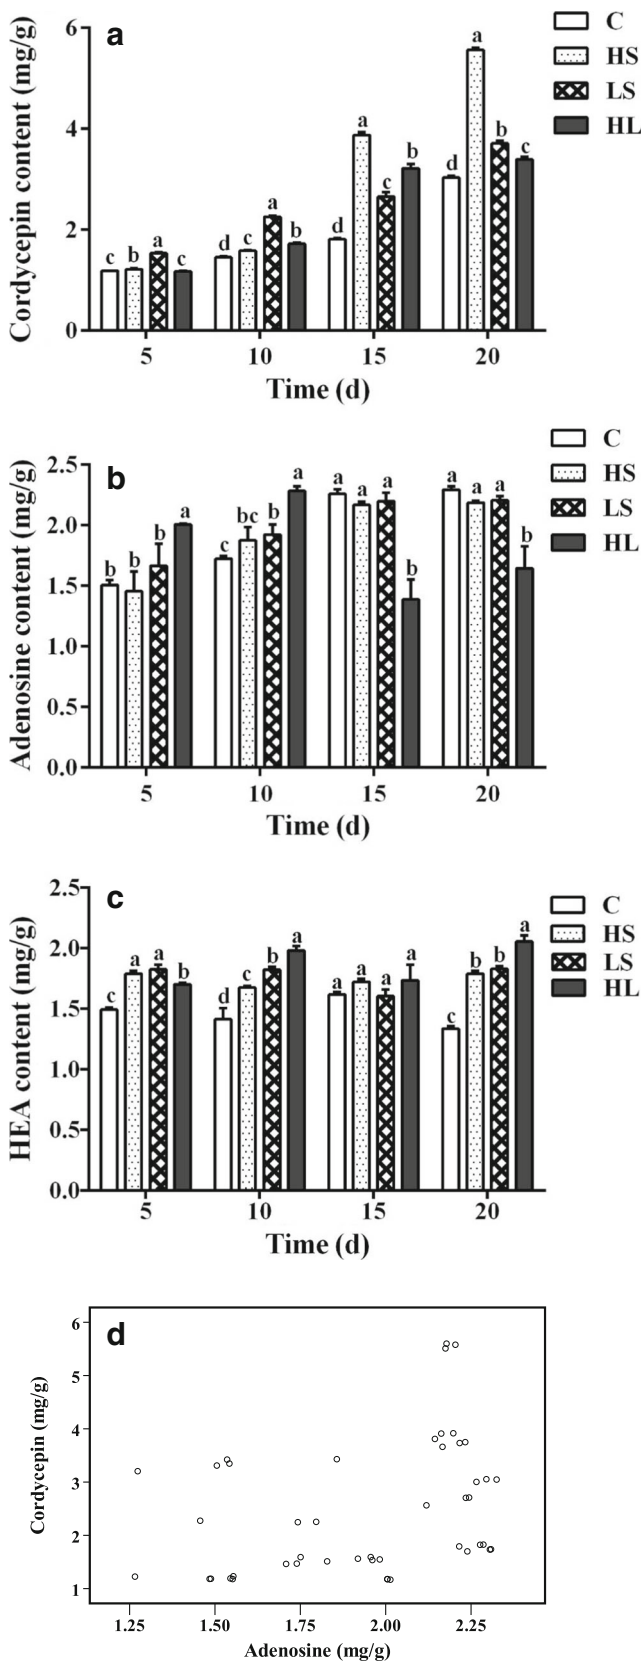 a
C
HS
LS
HL
Cordycepin content (mg/g)
6
4
2
0
c b a c
d c a b
d a c b
d a b c
5 10 15 20
Time (d)
b
C
HS
LS
HL
Adenosine content (mg/g)
2.5
2.0
1.5
1.0
0.5
0.0
b b b a
c bc b a
a a a b
a a a b
5 10 15 20
Time (d)
c
C
HS
LS
HL
HEA content (mg/g)
2.5
2.0
1.5
1.0
0.5
0.0
c a a b
d c b a
a a a a
c b b a
5 10 15 20
Time (d)
d
Cordycepin (mg/g)
6
5
4
3
2
1
1.25 1.50 1.75 2.00 2.25
Adenosine (mg/g)